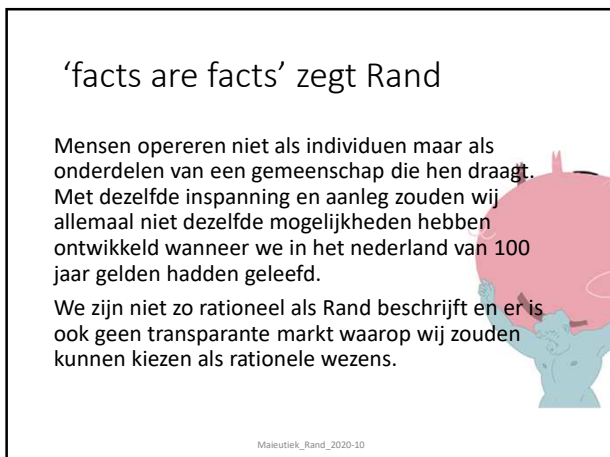 ‘facts are facts’ zegt Rand
Mensen opereren niet als individuen maar als
onderdelen van een gemeenschap die hen draagt.
Met dezelfde inspanning en aanleg zouden wij
allemaal niet dezelfde mogelijkheden hebben
ontwikkeld wanneer we in het nederland van 100
jaar gelden hadden geleefd.
We zijn niet zo rationeel als Rand beschrijft en er is
ook geen transparante markt waarop wij zouden
kunnen kiezen als rationele wezens.
Maieutiek_Rand_2020-10